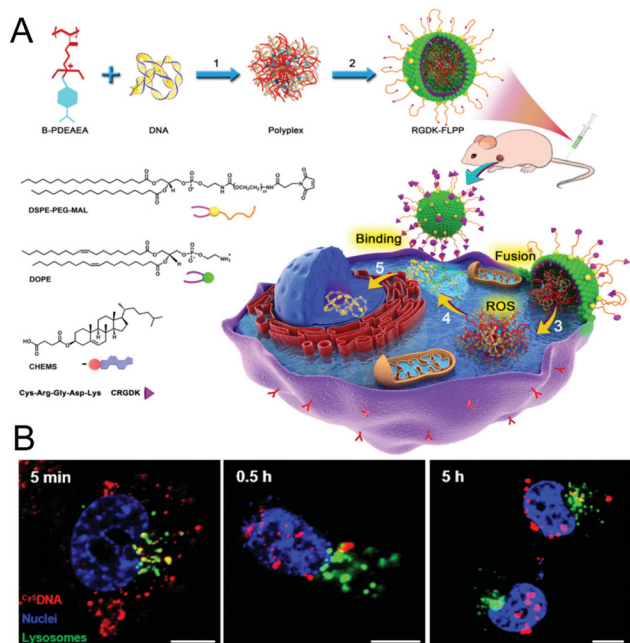 A
1
2
B-PDEAEA
DNA
Polyplex
RGDK-FLPP
DSPE-PEG-MAL
Binding
Fusion
DOPE
5
ROS
4
3
HO
CHEMS
Cys-Arg-Gly-Asp-Lys CRGDK
B
5 min
0.5 h
5 h
Cy5DNA
Nuclei
Lysosomes